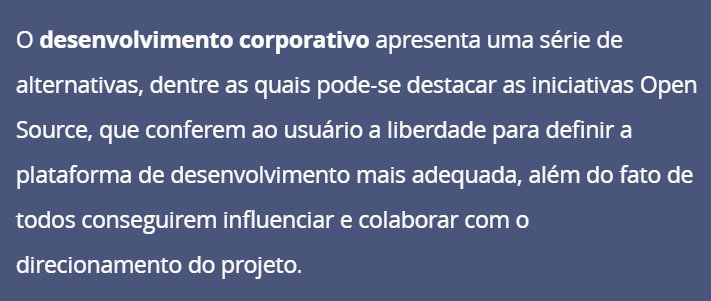 O desenvolvimento corporativo apresenta uma série de
alternativas, dentre as quais pode-se destacar as iniciativas Open
Source, que conferem ao usuário a liberdade para definir a
plataforma de desenvolvimento mais adequada, além do fato de
todos conseguirem influenciar e colaborar com o
direcionamento do projeto.